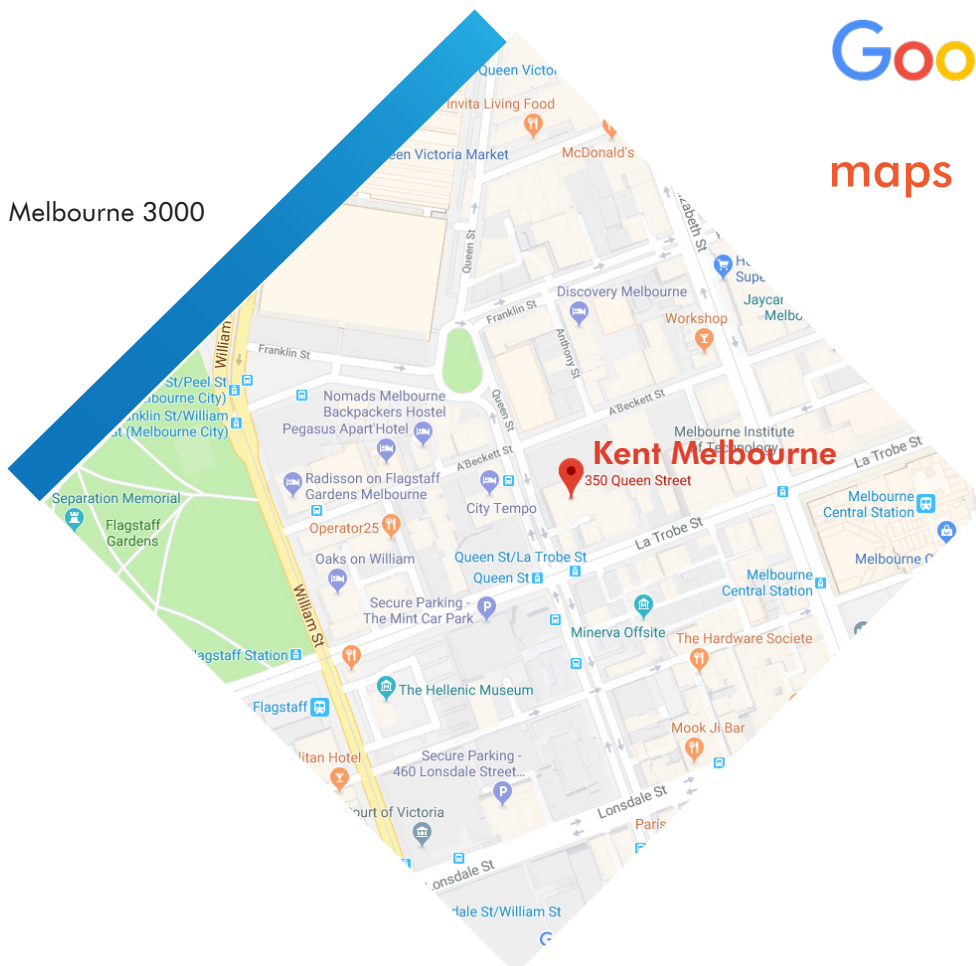 Goo
maps
Melbourne 3000
Queen Victor
Invita Living Food
een Victoria Market
McDonald's
Queen St
zabeth St
Supe
Jaycar
Melbo
Discovery Melbourne
Franklin St
Workshop
William
Franklin St
Anthony St
St/Peel St
lbourne City)
nklin St/William
St (Melbourne City)
Nomads Melbourne
Backpackers Hostel
Pegasus Apart'Hotel
Queen St
A'Beckett St
Melbourne Institute
of Technology
Kent Melbourne
350 Queen Street
La Trobe St
A'Beckett St
Radisson on Flagstaff
Gardens Melbourne
City Tempo
Separation Memorial
Flagstaff
Gardens
Operator25
Melbourne
Central Station
La Trobe St
Oaks on William
Queen St/La Trobe St
Queen St
Melbourne C
Melbourne
Central Station
William St
Secure Parking -
The Mint Car Park
Minerva Offsite
The Hardware Societe
lagstaff Station
The Hellenic Museum
Flagstaff
Mook Ji Bar
litan Hotel
Secure Parking -
460 Lonsdale Street...
ourt of Victoria
Lonsdale St
Paris
Lonsdale St
dale St/William St
G